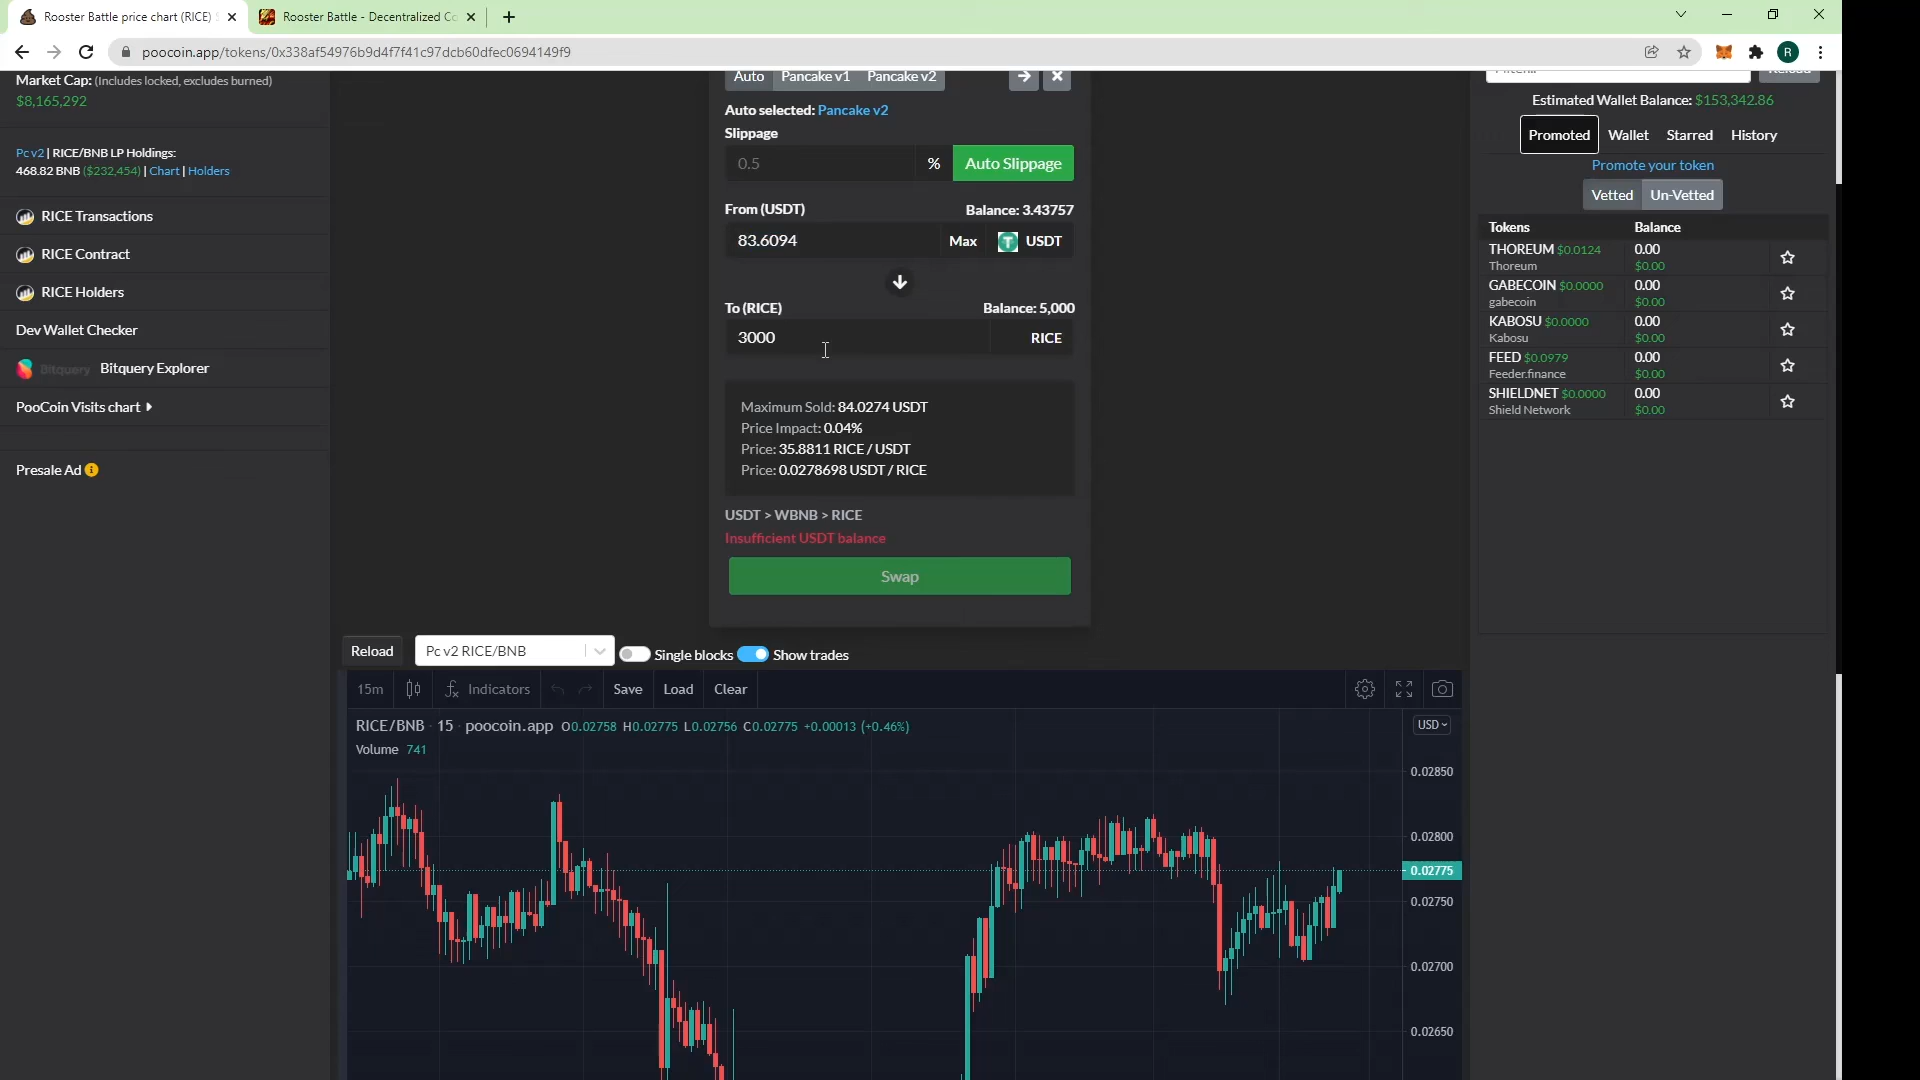 Rooster Battle price chart (RICE)
Rooster Battle - Decentralized Co
poocoin.app/tokens/0x338af54976b9d4f7f41c97dcb60dfec0694149f9
R
Market Cap: (Includes locked, excludes burned)
$8,165,292
Pc v2 | RICE/BNB LP Holdings:
468.82 BNB ($232,454) | Chart | Holders
RICE Transactions
RICE Contract
RICE Holders
Dev Wallet Checker
Bitquery Bitquery Explorer
PooCoin Visits chart
Presale Ad
Auto Pancake v1 Pancake v2
Auto selected: Pancake v2
Slippage
0.5 % Auto Slippage
From (USDT) Balance: 3.43757
83.6094 Max USDT
To (RICE) Balance: 5,000
3000 RICE
Maximum Sold: 84.0274 USDT
Price Impact: 0.04%
Price: 35.8811 RICE / USDT
Price: 0.0278698 USDT / RICE
USDT > WBNB > RICE
Insufficient USDT balance
Swap
Reload Pc v2 RICE/BNB Single blocks Show trades
15m Indicators Save Load Clear
RICE/BNB · 15 · poocoin.app O0.02758 H0.02775 L0.02756 C0.02775 +0.00013 (+0.46%)
Volume 741
USD
0.02850
0.02800
0.02775
0.02750
0.02700
0.02650
Reload
Estimated Wallet Balance: $153,342.86
Promoted Wallet Starred History
Promote your token
Vetted Un-Vetted
Tokens Balance
THOREUM $0.0124 0.00
Thoreum $0.00
GABECOIN $0.0000 0.00
gabecoin $0.00
KABOSU $0.0000 0.00
Kabosu $0.00
FEED $0.0979 0.00
Feeder.finance $0.00
SHIELDNET $0.0000 0.00
Shield Network $0.00